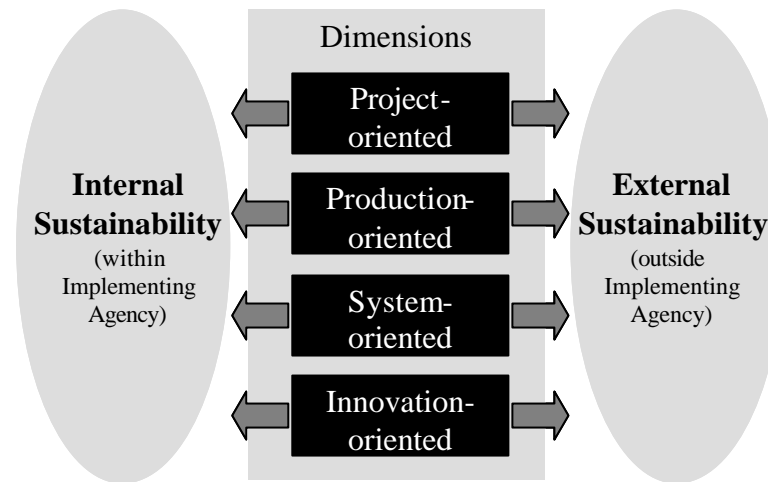 Dimensions
Project-
oriented
Production-
oriented
System-
oriented
Innovation-
oriented
Internal
Sustainability
(within
Implementing
Agency)
External
Sustainability
(outside
Implementing
Agency)